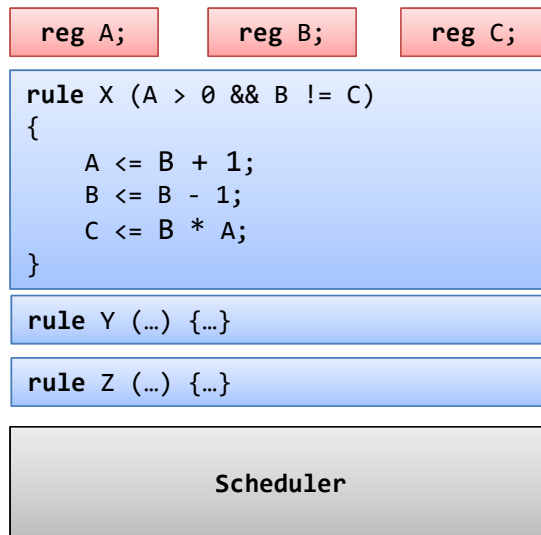 reg A; reg B; reg C;
rule X (A > 0 && B != C)
{
    A <= B + 1;
    B <= B - 1;
    C <= B * A;
}
rule Y (…) {…}
rule Z (…) {…}
Scheduler